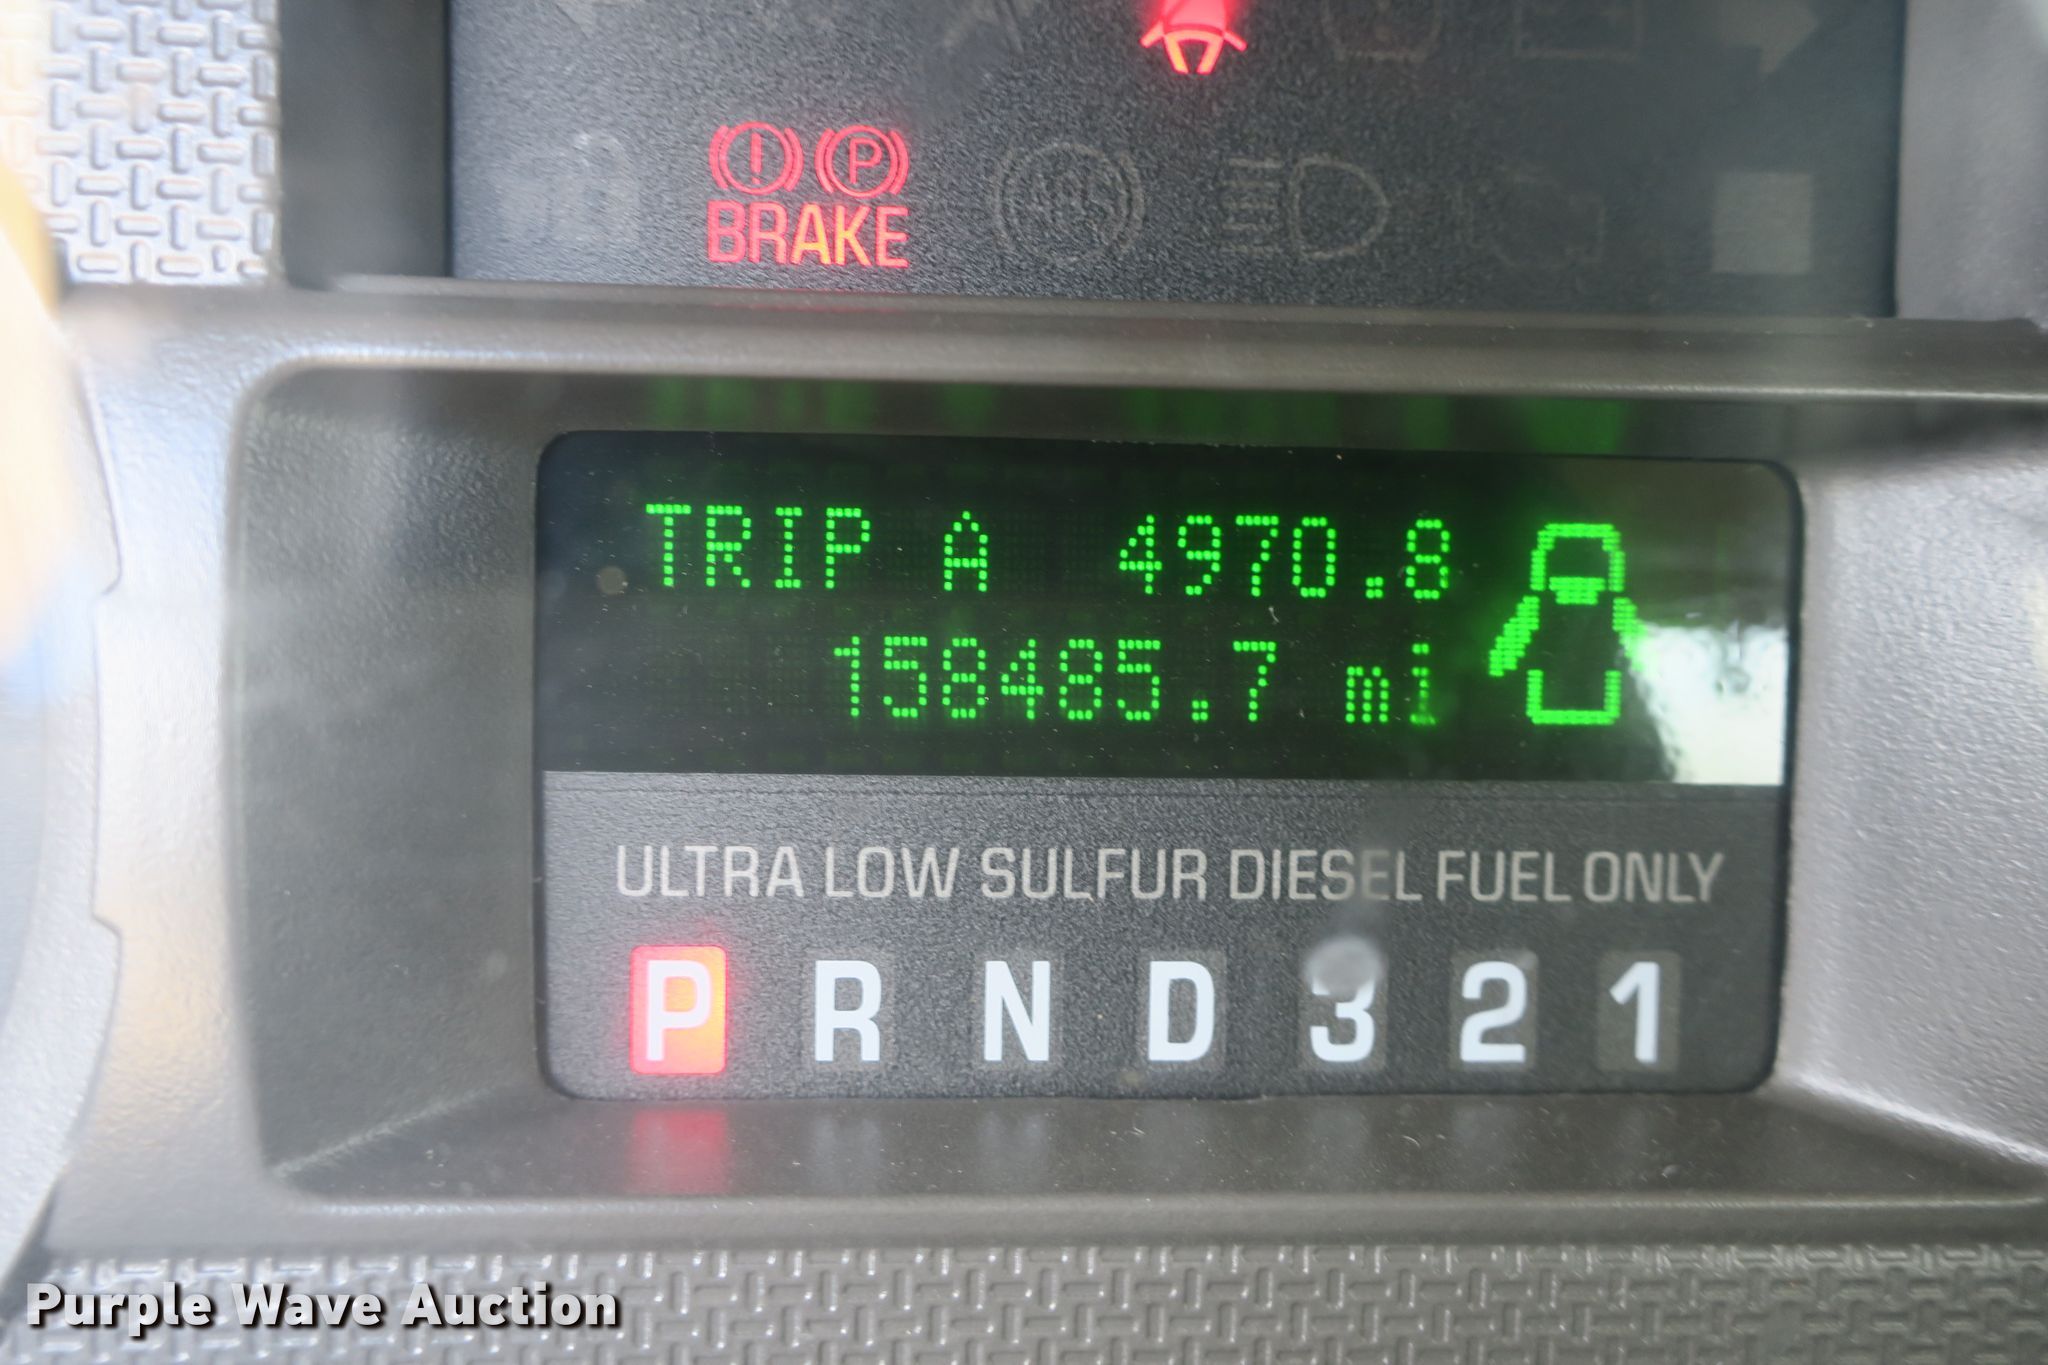 BRAKE
TRIP A 4970.8
158485.7 mi
ULTRA LOW SULFUR DIESEL FUEL ONLY
P R N D 3 2 1
Purple Wave Auction